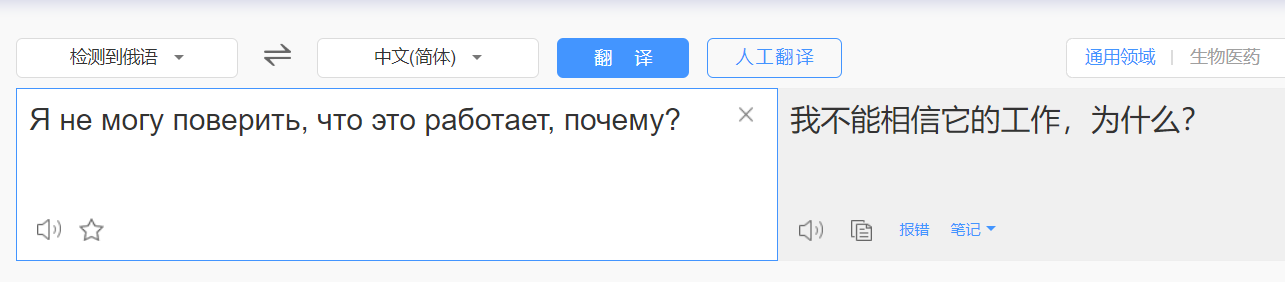 检测到俄语 中文(简体) 翻 译 人工翻译 通用领域 | 生物医药
Я не могу поверить, что это работает, почему? 我不能相信它的工作，为什么？
报错 笔记